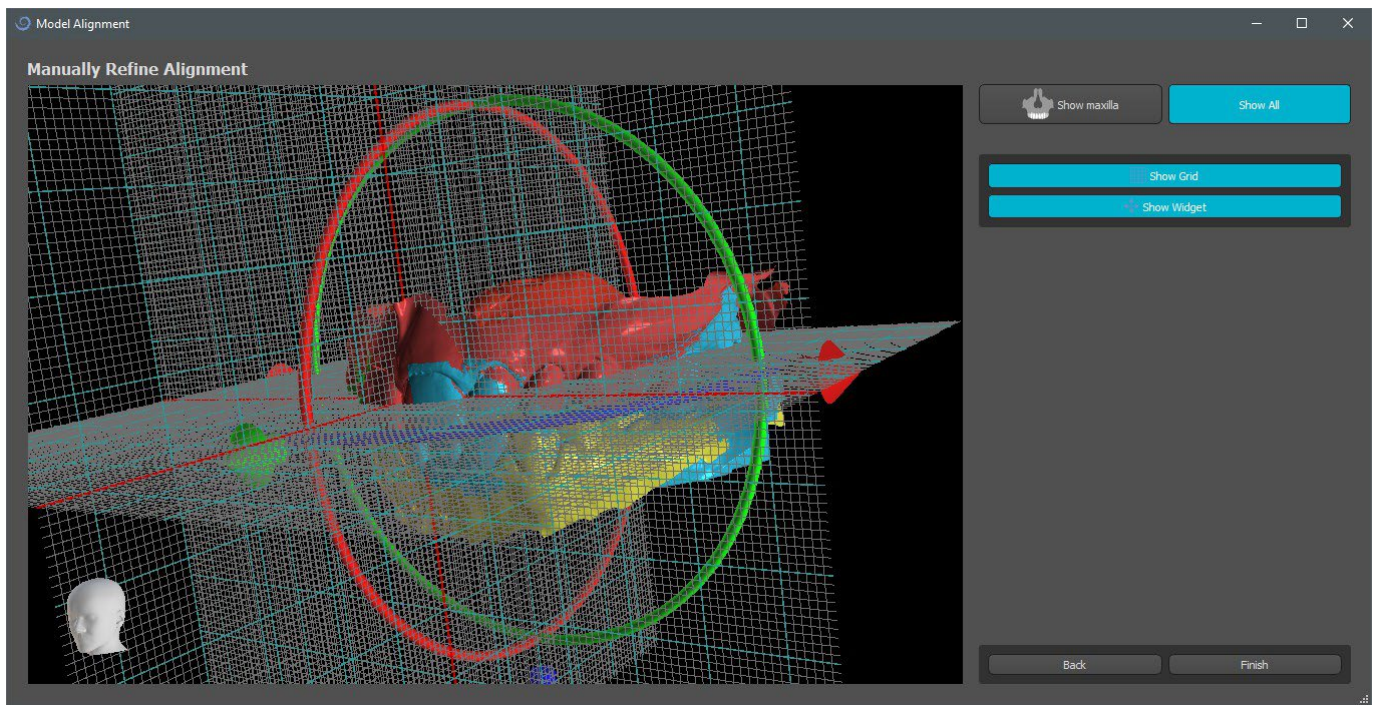 Model Alignment
Manually Refine Alignment
Show maxilla
Show All
Show Grid
Show Widget
Back
Finish